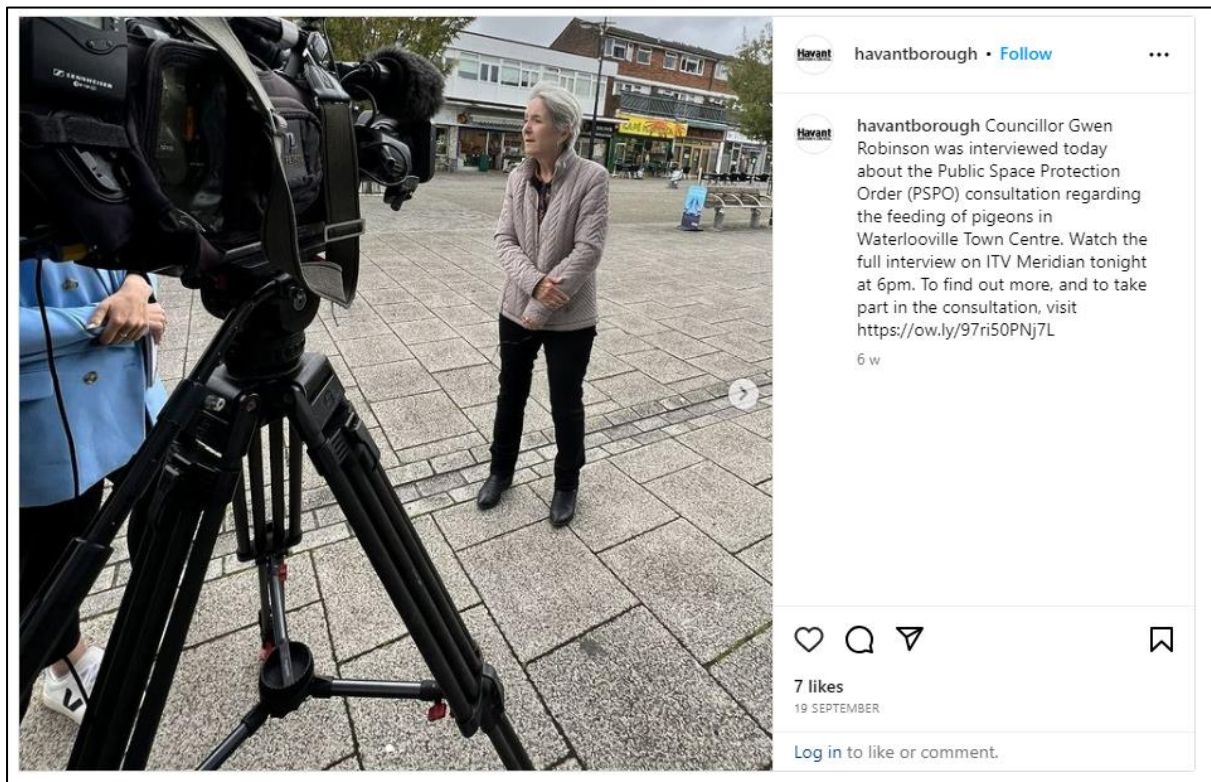 SENNHEISER
CAFE
Havant
havantborough • Follow
Havant
havantborough Councillor Gwen
Robinson was interviewed today
about the Public Space Protection
Order (PSPO) consultation regarding
the feeding of pigeons in
Waterlooville Town Centre. Watch the
full interview on ITV Meridian tonight
at 6pm. To find out more, and to take
part in the consultation, visit
https://ow.ly/97ri50PNj7L
6 w
7 likes
19 SEPTEMBER
Log in to like or comment.